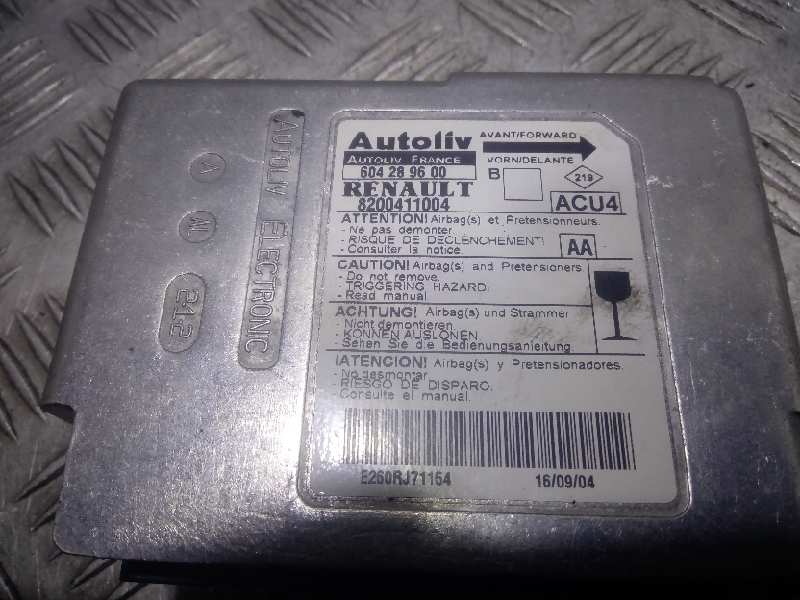 AUTOLIV ELECTRONIC
A
212
Autoliv
AUTOLIV FRANCE
604 28 96 00
RENAULT
8200411004
AVANT/FORWARD
VORN/DELANTE
B
219
ACU4
AA
ATTENTION! Airbag(s) et Pretensionneurs.
- Ne pas demonter.
- RISQUE DE DECLENCHEMENT!
- Consulter la notice.
CAUTION! Airbag(s) and Pretensioners
- Do not remove.
- TRIGGERING HAZARD.
- Read manual
ACHTUNG! Airbag(s) und Strammer
- Nicht demontieren.
- KONNEN AUSLONEN
- Sehen Sie die Bedienungsanleitung.
¡ATENCION! Airbag(s) y Pretensionadores.
- No desmontar
- RIESGO DE DISPARO.
- Consulte el manual.
E260RJ71154 16/09/04